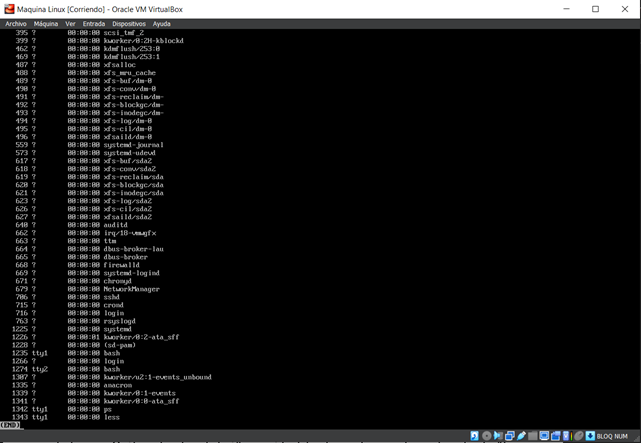 Maquina Linux [Corriendo] - Oracle VM VirtualBox
Archivo Máquina Ver Entrada Dispositivos Ayuda
395 ? 00:00:00 scsi_tmf_2
399 ? 00:00:00 kworker/0:2H-kblockd
462 ? 00:00:00 kdmflush/253:0
469 ? 00:00:00 kdmflush/253:1
487 ? 00:00:00 xfsalloc
488 ? 00:00:00 xfs_mru_cache
489 ? 00:00:00 xfs-buf/dm-0
490 ? 00:00:00 xfs-conv/dm-0
491 ? 00:00:00 xfs-reclaim/dm-
492 ? 00:00:00 xfs-blockgc/dm-
493 ? 00:00:00 xfs-inodegc/dm-
494 ? 00:00:00 xfs-log/dm-0
495 ? 00:00:00 xfs-cil/dm-0
496 ? 00:00:00 xfsaild/dm-0
559 ? 00:00:00 systemd-journal
573 ? 00:00:00 systemd-udevd
617 ? 00:00:00 xfs-buf/sda2
618 ? 00:00:00 xfs-conv/sda2
619 ? 00:00:00 xfs-reclaim/sda
620 ? 00:00:00 xfs-blockgc/sda
621 ? 00:00:00 xfs-inodegc/sda
623 ? 00:00:00 xfs-log/sda2
626 ? 00:00:00 xfs-cil/sda2
627 ? 00:00:00 xfsaild/sda2
640 ? 00:00:00 auditd
662 ? 00:00:00 irq/18-vmwgfx
663 ? 00:00:00 ttm
664 ? 00:00:00 dbus-broker-lau
665 ? 00:00:00 dbus-broker
668 ? 00:00:00 firewalld
669 ? 00:00:00 systemd-logind
671 ? 00:00:00 chronyd
679 ? 00:00:00 NetworkManager
706 ? 00:00:00 sshd
715 ? 00:00:00 crond
716 ? 00:00:00 login
763 ? 00:00:00 rsyslogd
1225 ? 00:00:00 systemd
1226 ? 00:00:01 kworker/0:2-ata_sff
1228 ? 00:00:00 (sd-pam)
1235 tty1 00:00:00 bash
1266 ? 00:00:00 login
1274 tty2 00:00:00 bash
1307 ? 00:00:00 kworker/u2:1-events_unbound
1335 ? 00:00:00 anacron
1339 ? 00:00:00 kworker/0:1-events
1341 ? 00:00:00 kworker/0:0-ata_sff
1342 tty1 00:00:00 ps
1343 tty1 00:00:00 less
(END)
BLOQ NUM